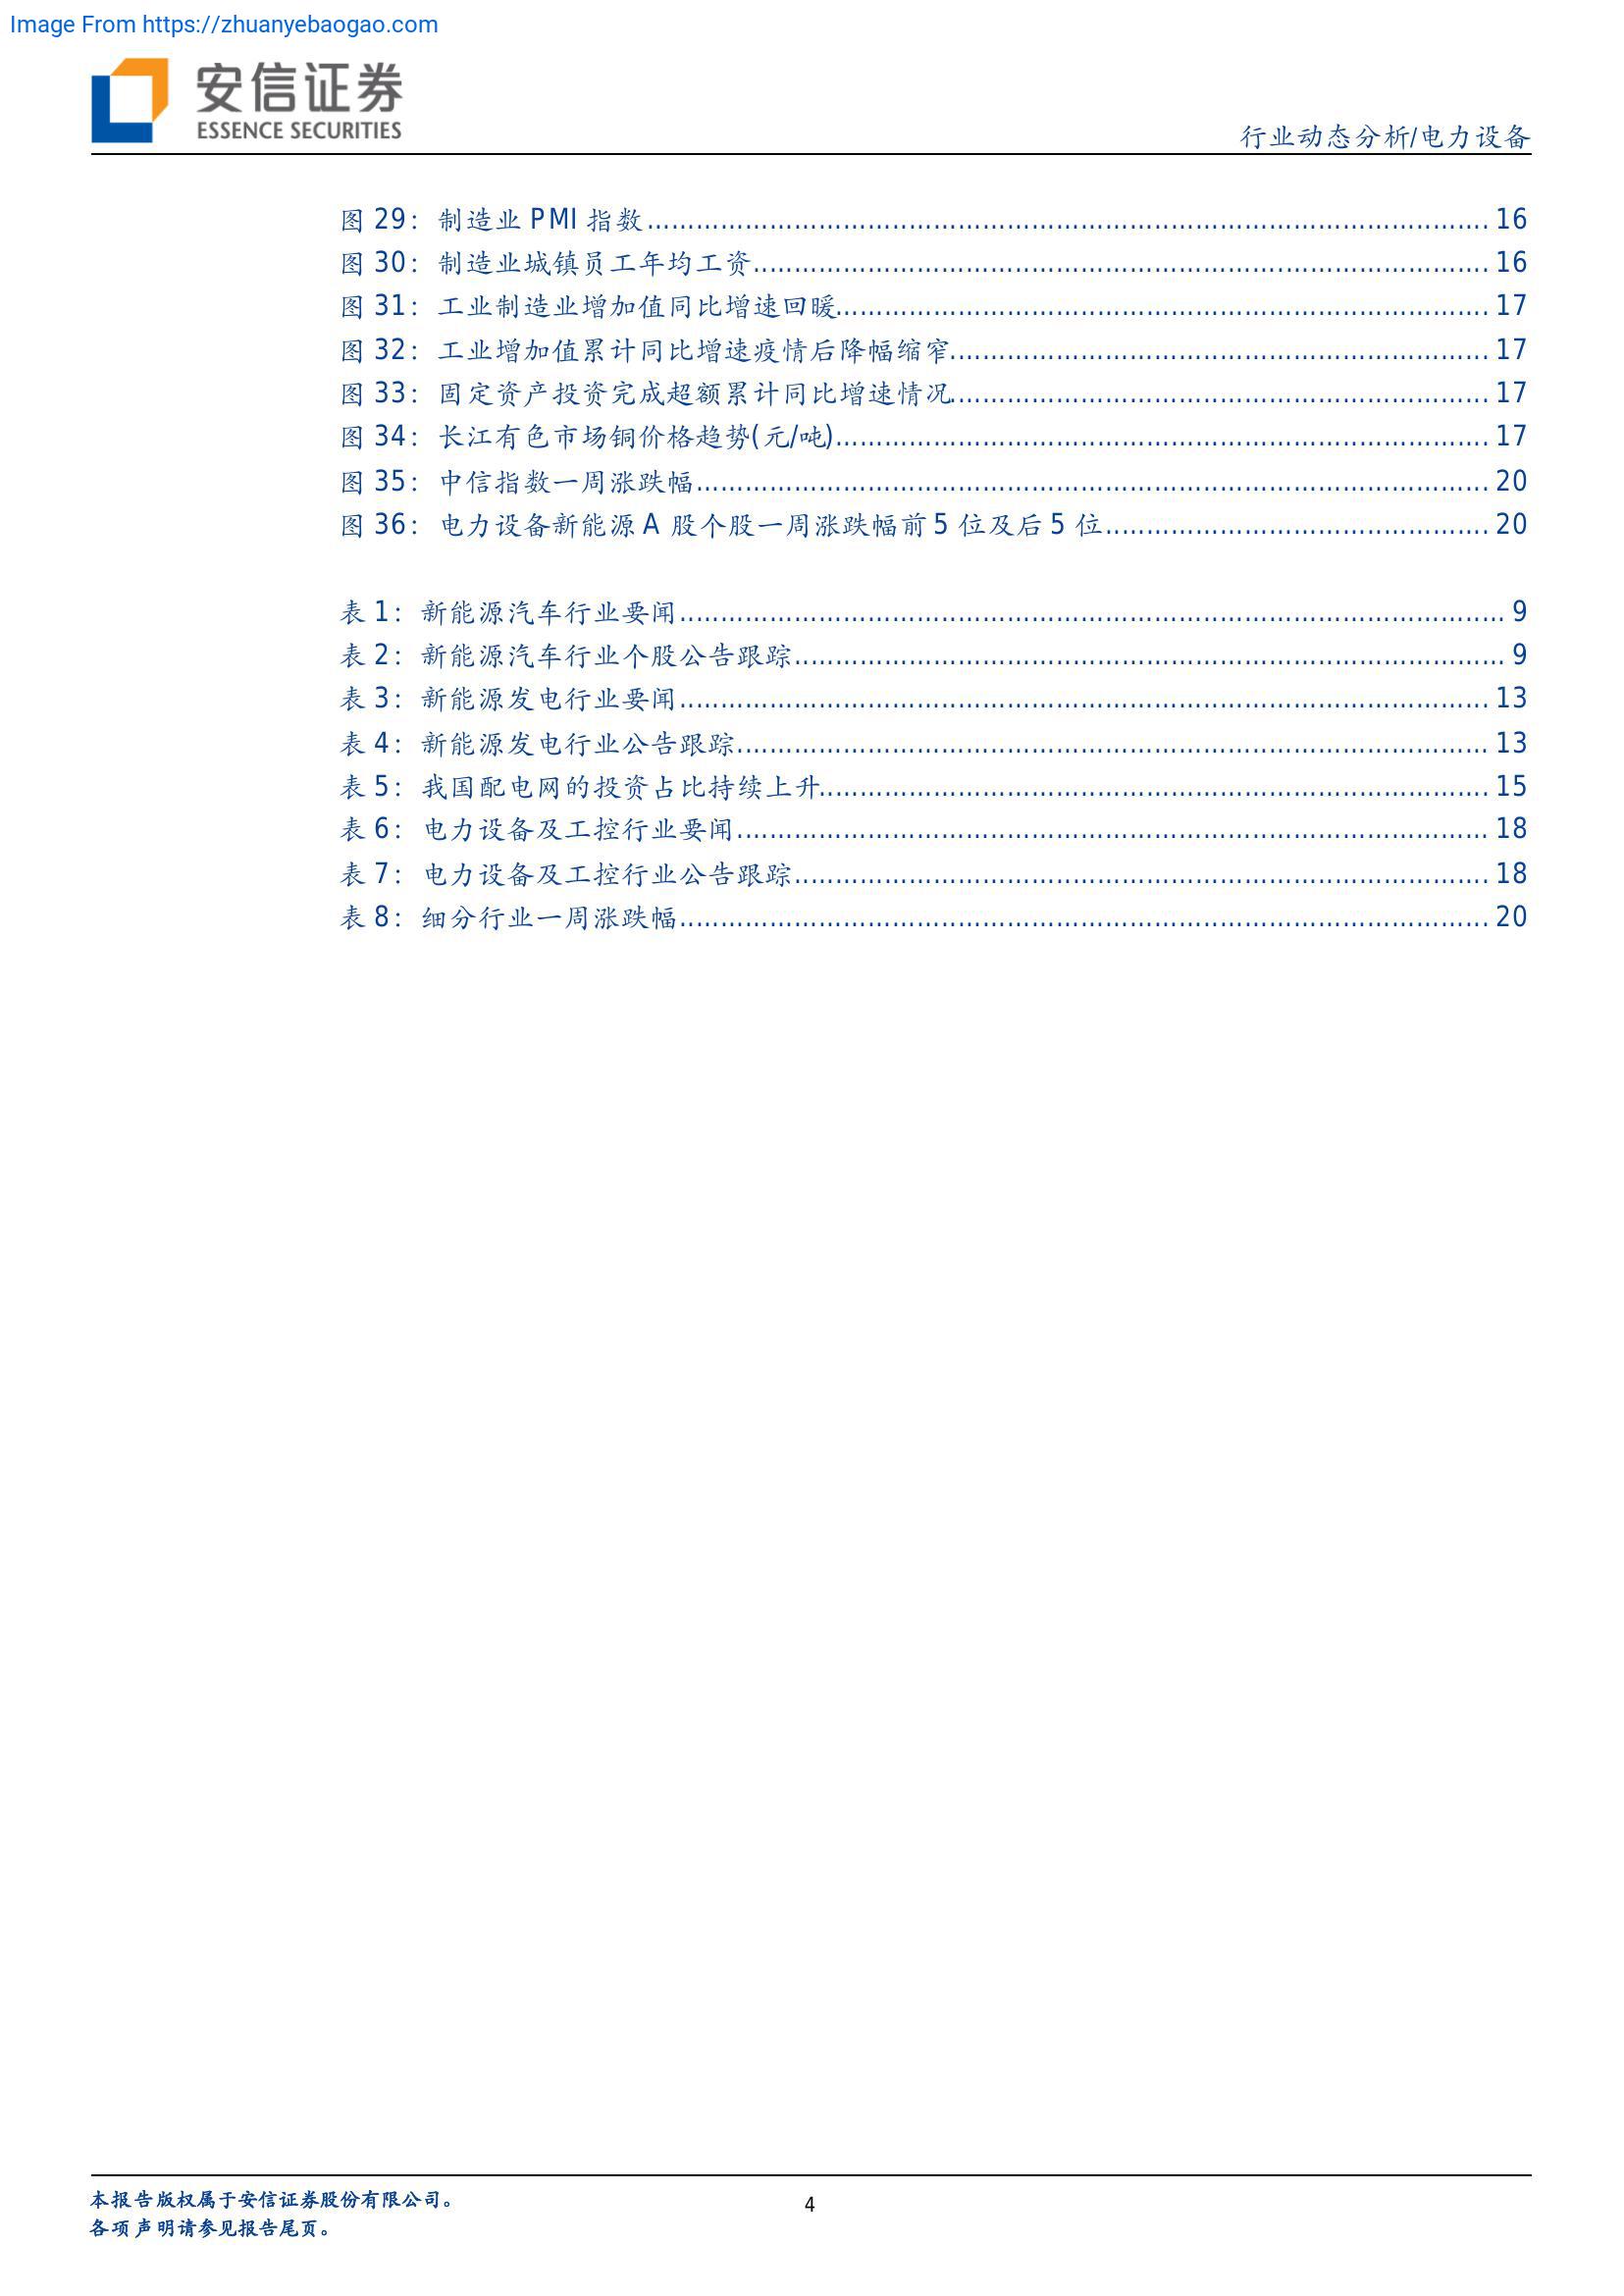 Image From https://zhuanyebaogao.com
安信证券
ESSENCE SECURITIES
行业动态分析/电力设备
图 29：制造业 PMI 指数 16
图 30：制造业城镇员工年均工资 16
图 31：工业制造业增加值同比增速回暖 17
图 32：工业增加值累计同比增速疫情后降幅缩窄 17
图 33：固定资产投资完成超额累计同比增速情况 17
图 34：长江有色市场铜价格趋势(元/吨) 17
图 35：中信指数一周涨跌幅 20
图 36：电力设备新能源 A 股个股一周涨跌幅前 5 位及后 5 位 20
表 1：新能源汽车行业要闻 9
表 2：新能源汽车行业个股公告跟踪 9
表 3：新能源发电行业要闻 13
表 4：新能源发电行业公告跟踪 13
表 5：我国配电网的投资占比持续上升 15
表 6：电力设备及工控行业要闻 18
表 7：电力设备及工控行业公告跟踪 18
表 8：细分行业一周涨跌幅 20
本报告版权属于安信证券股份有限公司。
4
各项声明请参见报告尾页。